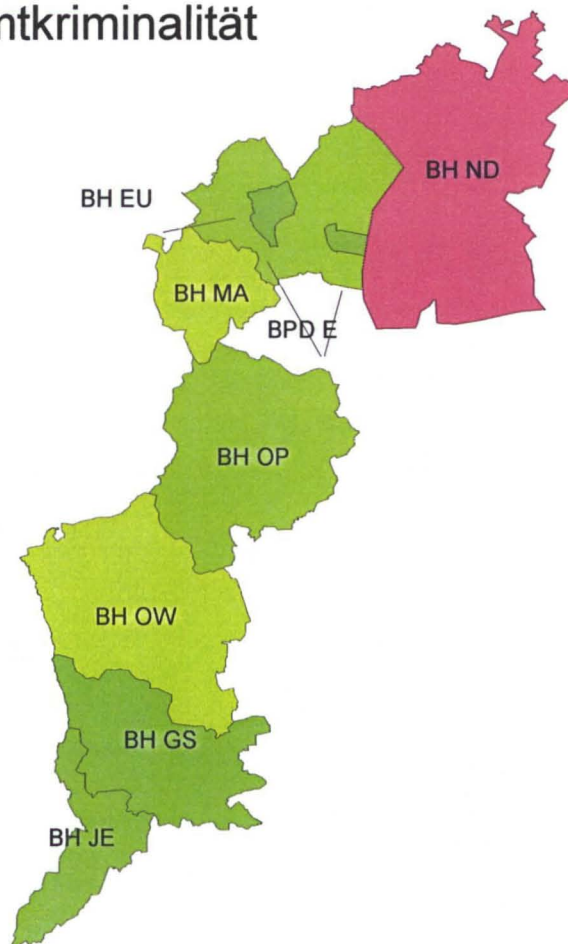 ntkriminalität
BH ND
BH EU
BH MA
BPD E
BH OP
BH OW
BH GS
BH JE